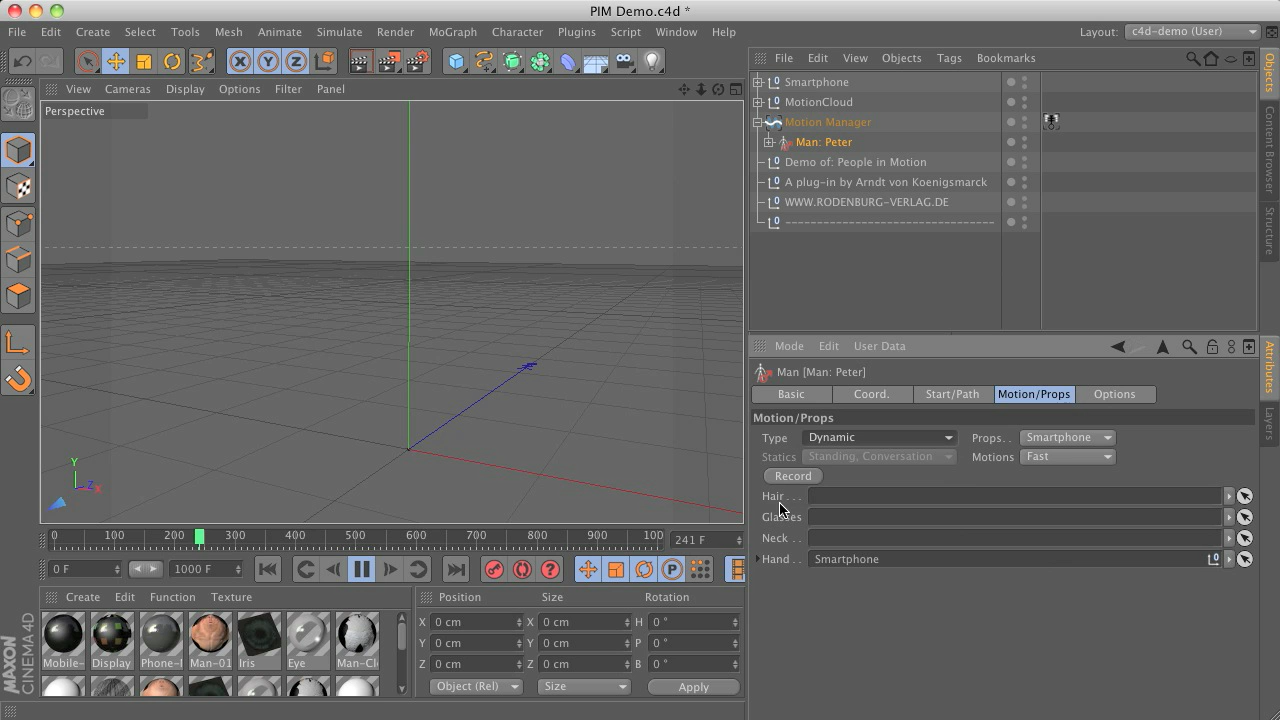 PIM Demo.c4d *
File Edit Create Select Tools Mesh Animate Simulate Render MoGraph Character Plugins Script Window Help Layout: c4d-demo (User)
File Edit View Objects Tags Bookmarks
View Cameras Display Options Filter Panel
Perspective
Smartphone
MotionCloud
Motion Manager
Man: Peter
Demo of: People in Motion
A plug-in by Arndt von Koenigsmarck
WWW.RODENBURG-VERLAG.DE
------------------------------
Objects
Content Browser
Structure
Mode Edit User Data
Man [Man: Peter]
Basic Coord. Start/Path Motion/Props Options
Motion/Props
Type Dynamic Props. . Smartphone
Statics Standing, Conversation Motions Fast
Record
Hair . . .
Glasses
Neck . .
Hand . . Smartphone
Attributes
Layers
Y
Z X
0 100 200 300 400 500 600 700 800 900 100 241 F
0 F 1000 F
Create Edit Function Texture
Mobile- Display Phone-I Man-01 Iris Eye Man-Cl
Position Size Rotation
X 0 cm X 0 cm H 0 °
Y 0 cm Y 0 cm P 0 °
Z 0 cm Z 0 cm B 0 °
Object (Rel) Size Apply
MAXON
CINEMA 4D